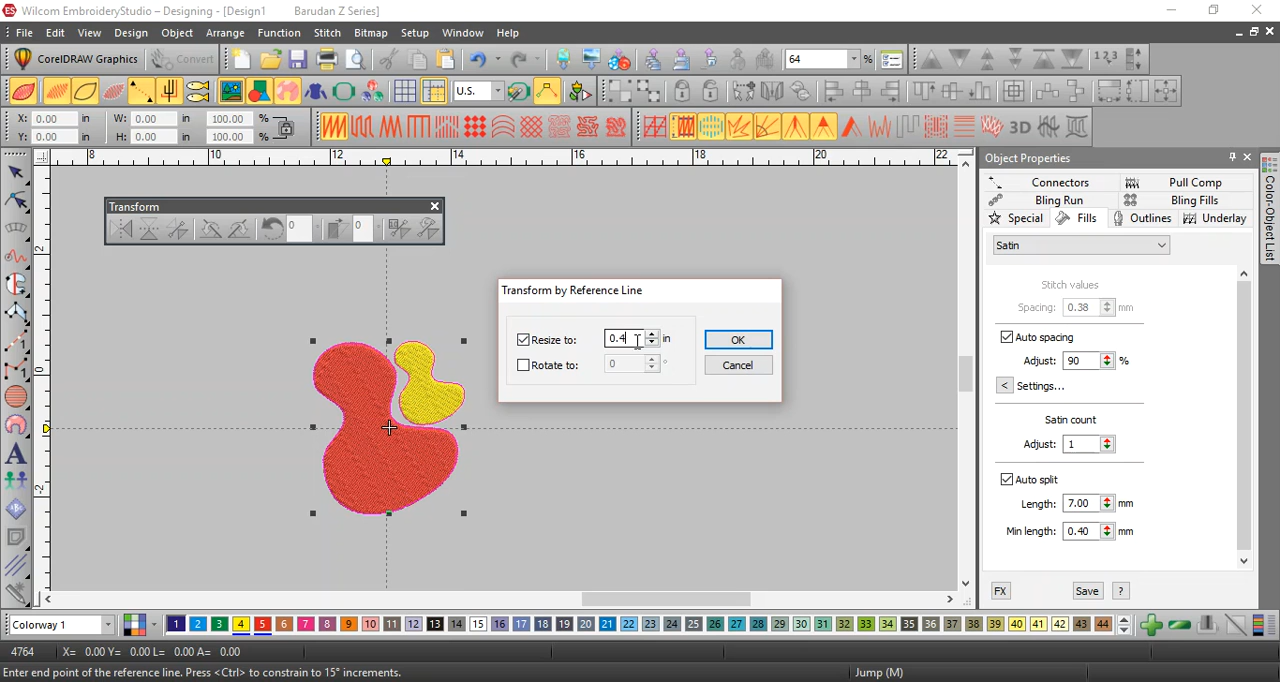 Wilcom EmbroideryStudio – Designing - [Design1 Barudan Z Series]
File Edit View Design Object Arrange Function Stitch Bitmap Setup Window Help
CorelDRAW Graphics Convert 64 % 1 2 3
U.S.
X: 0.00 in W: 0.00 in 100.00 %
Y: 0.00 in H: 0.00 in 100.00 % 3D
8 10 12 14 16 18 20 22
Transform
0 0
2
0
-2
Transform by Reference Line
Resize to: 0.4 in OK
Rotate to: 0 ° Cancel
Object Properties
Connectors Pull Comp
Bling Run Bling Fills
Special Fills Outlines Underlay
Satin
Stitch values
Spacing: 0.38 mm
Auto spacing
Adjust: 90 %
< Settings...
Satin count
Adjust: 1
Auto split
Length: 7.00 mm
Min length: 0.40 mm
FX Save ?
Color-Object List
Colorway 1 1 2 3 4 5 6 7 8 9 10 11 12 13 14 15 16 17 18 19 20 21 22 23 24 25 26 27 28 29 30 31 32 33 34 35 36 37 38 39 40 41 42 43 44
4764 X= 0.00 Y= 0.00 L= 0.00 A= 0.00
Enter end point of the reference line. Press <Ctrl> to constrain to 15° increments. Jump (M)